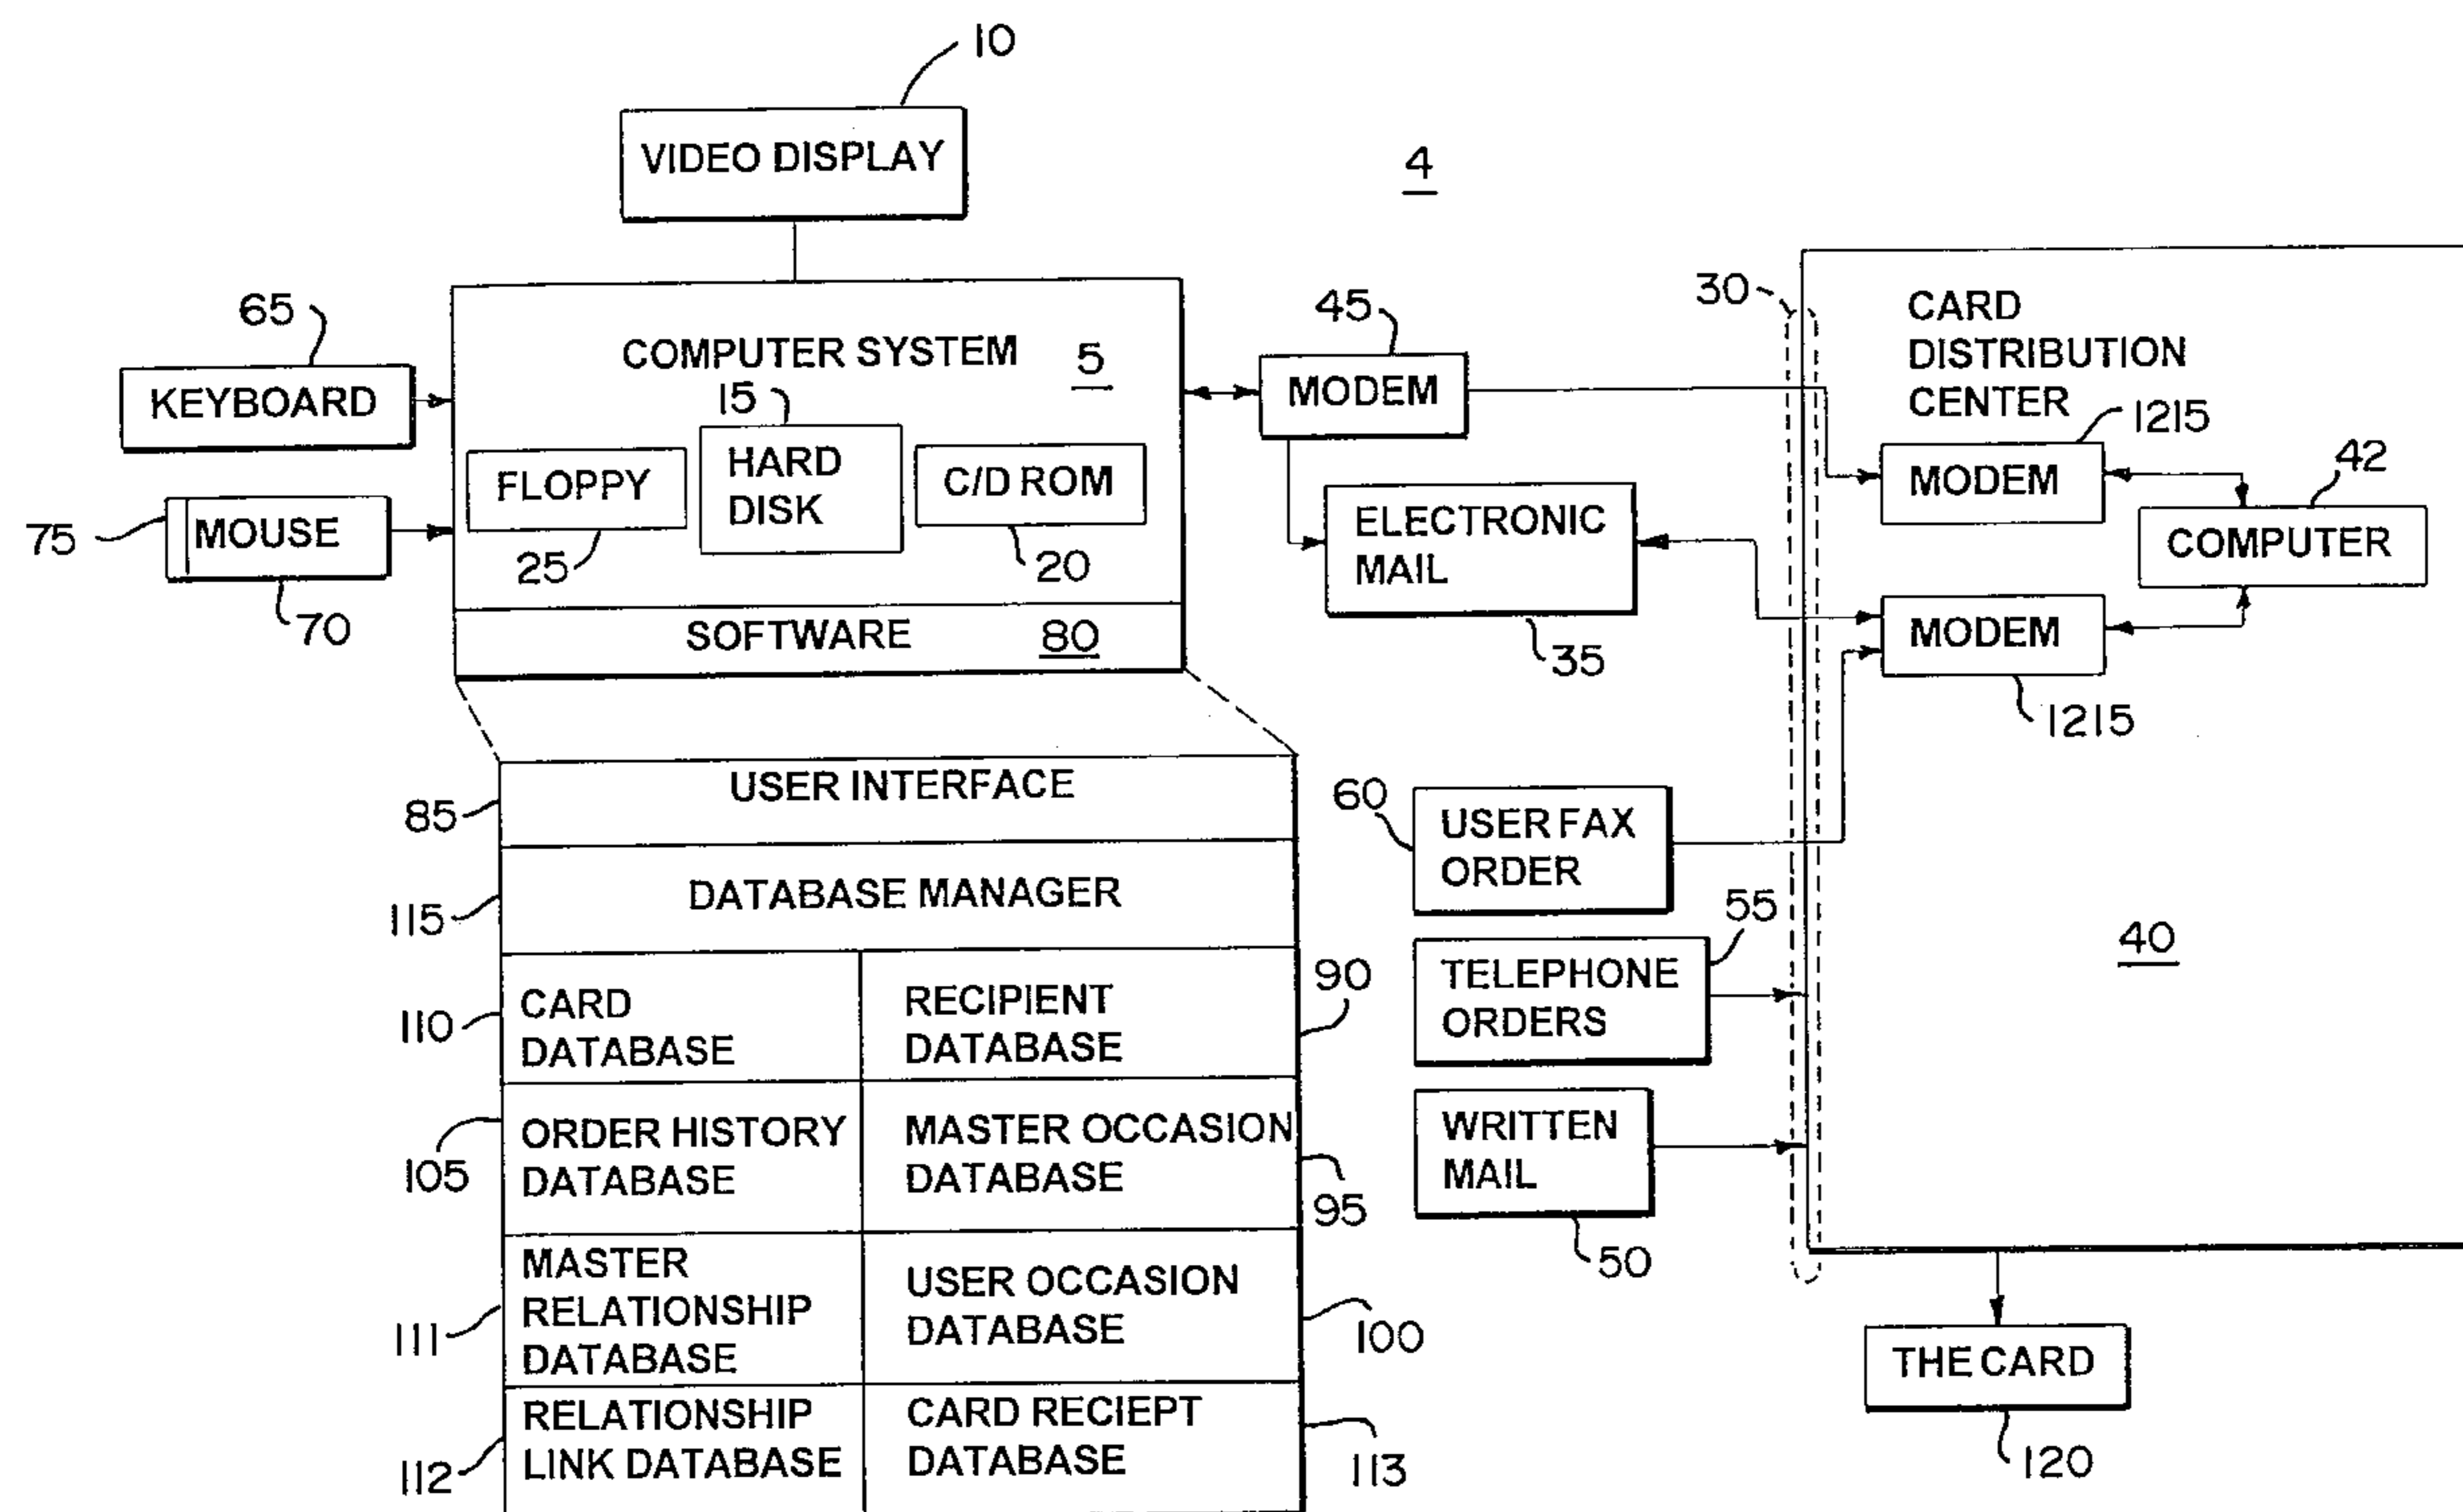 10
VIDEO DISPLAY
4
65
KEYBOARD
75
MOUSE
70
COMPUTER SYSTEM 5
15
FLOPPY
25
HARD
DISK
C/D ROM
20
SOFTWARE 80
45
MODEM
ELECTRONIC
MAIL
35
30
CARD
DISTRIBUTION
CENTER
1215
MODEM
42
COMPUTER
MODEM
1215
85
USER INTERFACE
115
DATABASE MANAGER
110
CARD
DATABASE
RECIPIENT
DATABASE
90
105
ORDER HISTORY
DATABASE
MASTER OCCASION
DATABASE
95
111
MASTER
RELATIONSHIP
DATABASE
USER OCCASION
DATABASE
100
112
RELATIONSHIP
LINK DATABASE
CARD RECIEPT
DATABASE
113
60
USER FAX
ORDER
55
TELEPHONE
ORDERS
WRITTEN
MAIL
50
40
THE CARD
120